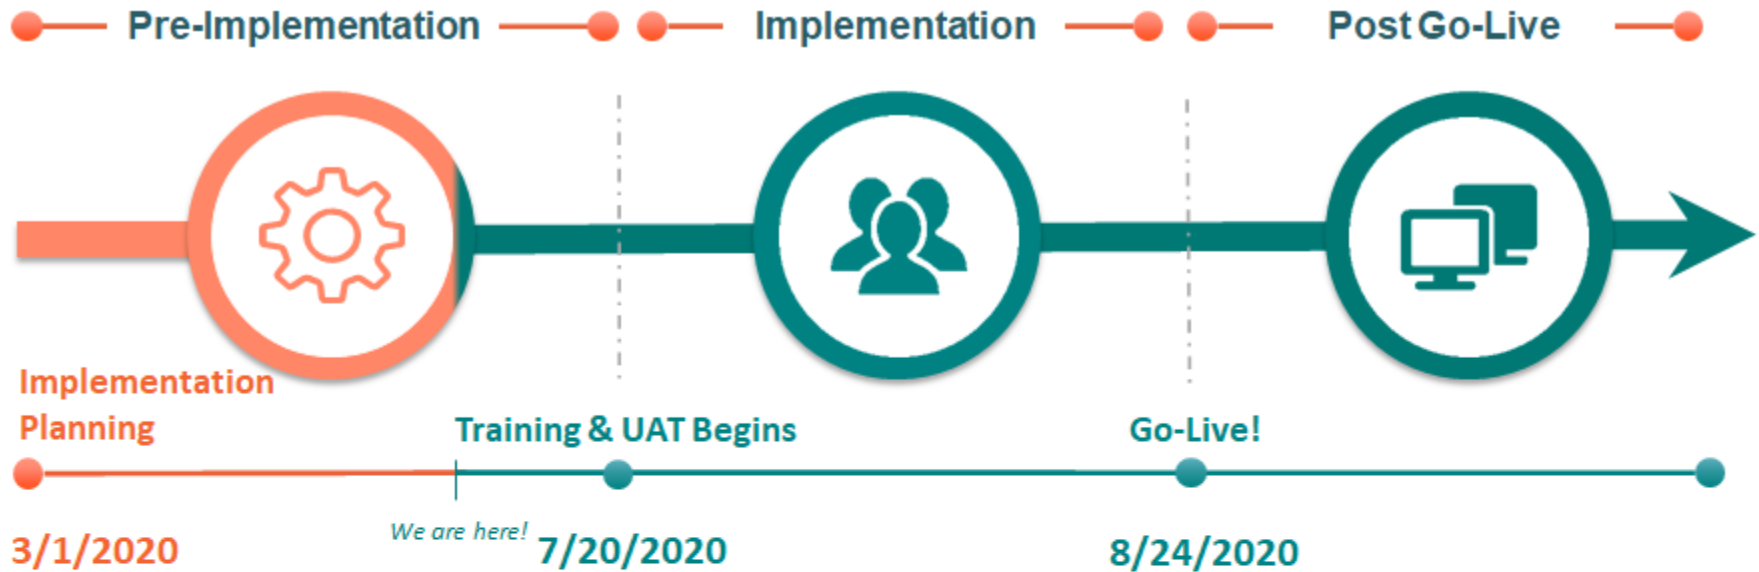 Pre-Implementation
Implementation
Post Go-Live
Implementation
Planning
Training & UAT Begins
Go-Live!
We are here!
3/1/2020
7/20/2020
8/24/2020